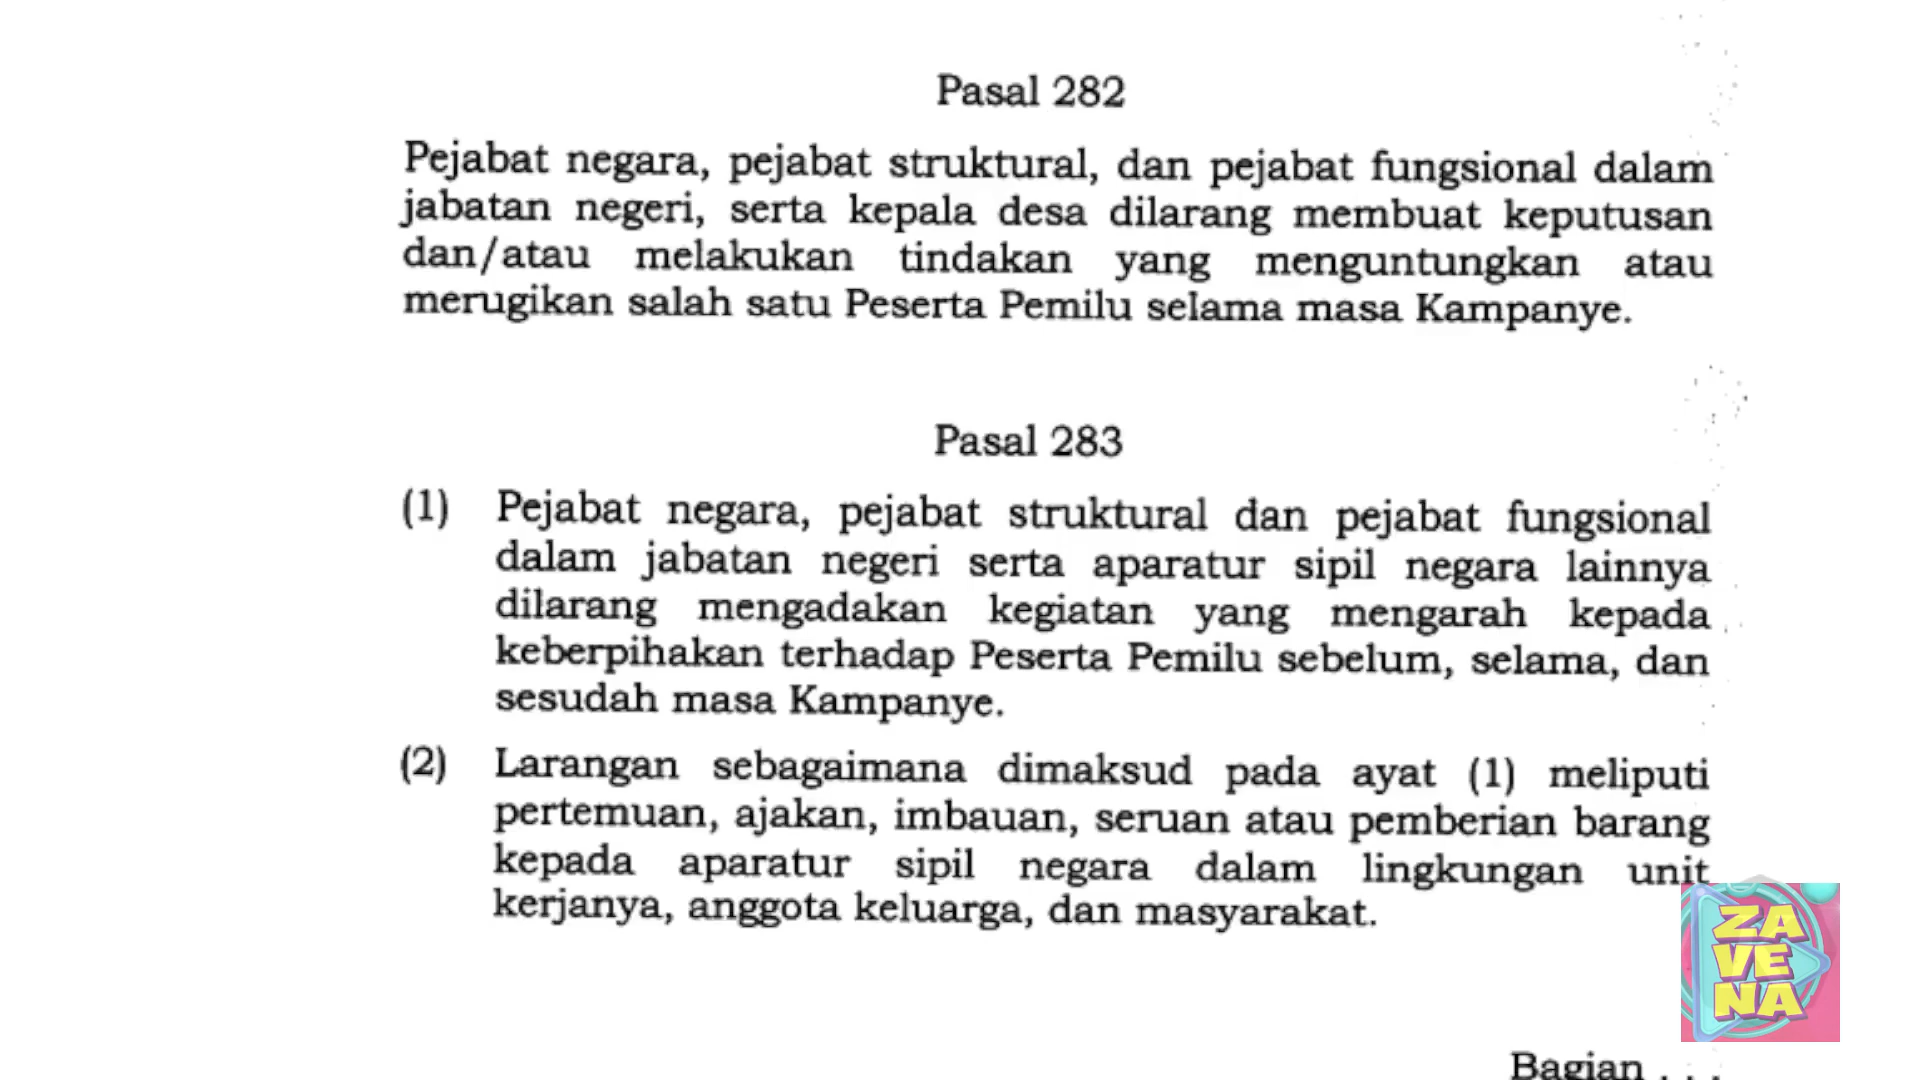 Pasal 282
Pejabat negara, pejabat struktural, dan pejabat fungsional dalam
jabatan negeri, serta kepala desa dilarang membuat keputusan
dan/atau melakukan tindakan yang menguntungkan atau
merugikan salah satu Peserta Pemilu selama masa Kampanye.
Pasal 283
(1) Pejabat negara, pejabat struktural dan pejabat fungsional
dalam jabatan negeri serta aparatur sipil negara lainnya
dilarang mengadakan kegiatan yang mengarah kepada
keberpihakan terhadap Peserta Pemilu sebelum, selama, dan
sesudah masa Kampanye.
(2) Larangan sebagaimana dimaksud pada ayat (1) meliputi
pertemuan, ajakan, imbauan, seruan atau pemberian barang
kepada aparatur sipil negara dalam lingkungan unit
kerjanya, anggota keluarga, dan masyarakat.
ZA
VE
NA
Bagian . . .